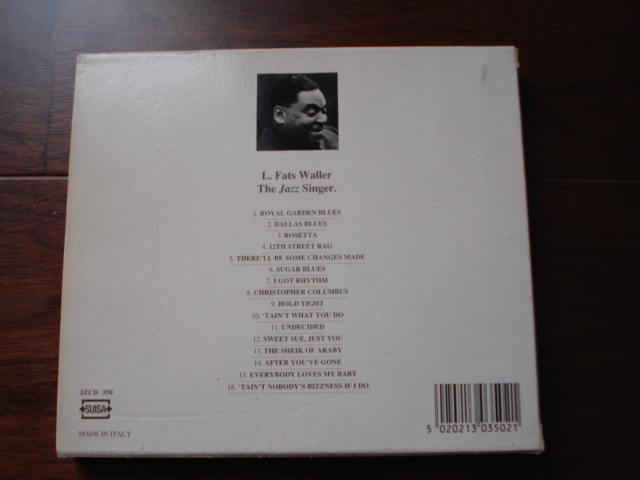 L. Fats Waller
The Jazz Singer.
1. ROYAL GARDEN BLUES
2. DALLAS BLUES
3. ROSETTA
4. 12TH STREET RAG
5. THERE'LL BE SOME CHANGES MADE
6. SUGAR BLUES
7. I GOT RHYTHM
8. CHRISTOPHER COLUMBUS
9. HOLD TIGHT
10. 'TAIN'T WHAT YOU DO
11. UNDECIDED
12. SWEET SUE, JUST YOU
13. THE SHEIK OF ARABY
14. AFTER YOU'VE GONE
15. EVERYBODY LOVES MY BABY
16. 'TAIN'T NOBODY'S BIZZNESS IF I DO
JZCD 358
SUISA
MADE IN ITALY
5 020213 035021